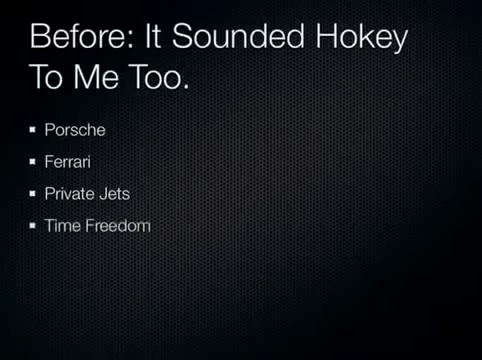 Before: It Sounded Hokey
To Me Too.
Porsche
Ferrari
Private Jets
Time Freedom